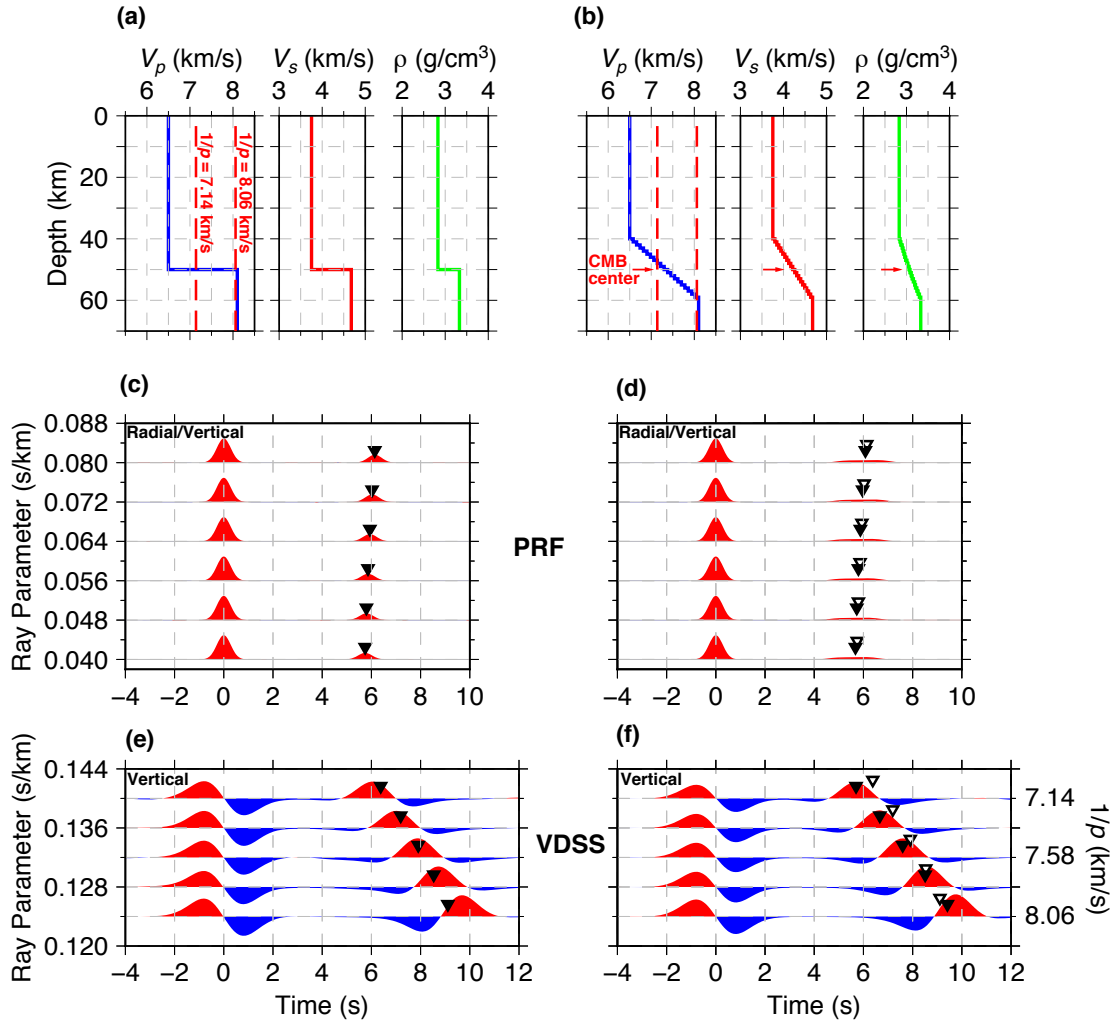 (a)
(b)
Vp (km/s)
Vs (km/s)
ρ (g/cm³)
Vp (km/s)
Vs (km/s)
ρ (g/cm³)
6 7 8
3 4 5
2 3 4
6 7 8
3 4 5
2 3 4
Depth (km)
0
20
40
60
1/p = 7.14 km/s
1/p = 8.06 km/s
CMB
center
(c)
(d)
Ray Parameter (s/km)
0.088
0.080
0.072
0.064
0.056
0.048
0.040
Radial/Vertical
Radial/Vertical
PRF
−4 −2 0 2 4 6 8 10
−4 −2 0 2 4 6 8 10
(e)
(f)
Ray Parameter (s/km)
0.144
0.136
0.128
0.120
Vertical
Vertical
VDSS
7.14
7.58
8.06
1/p (km/s)
−4 −2 0 2 4 6 8 10 12
−4 −2 0 2 4 6 8 10 12
Time (s)
Time (s)